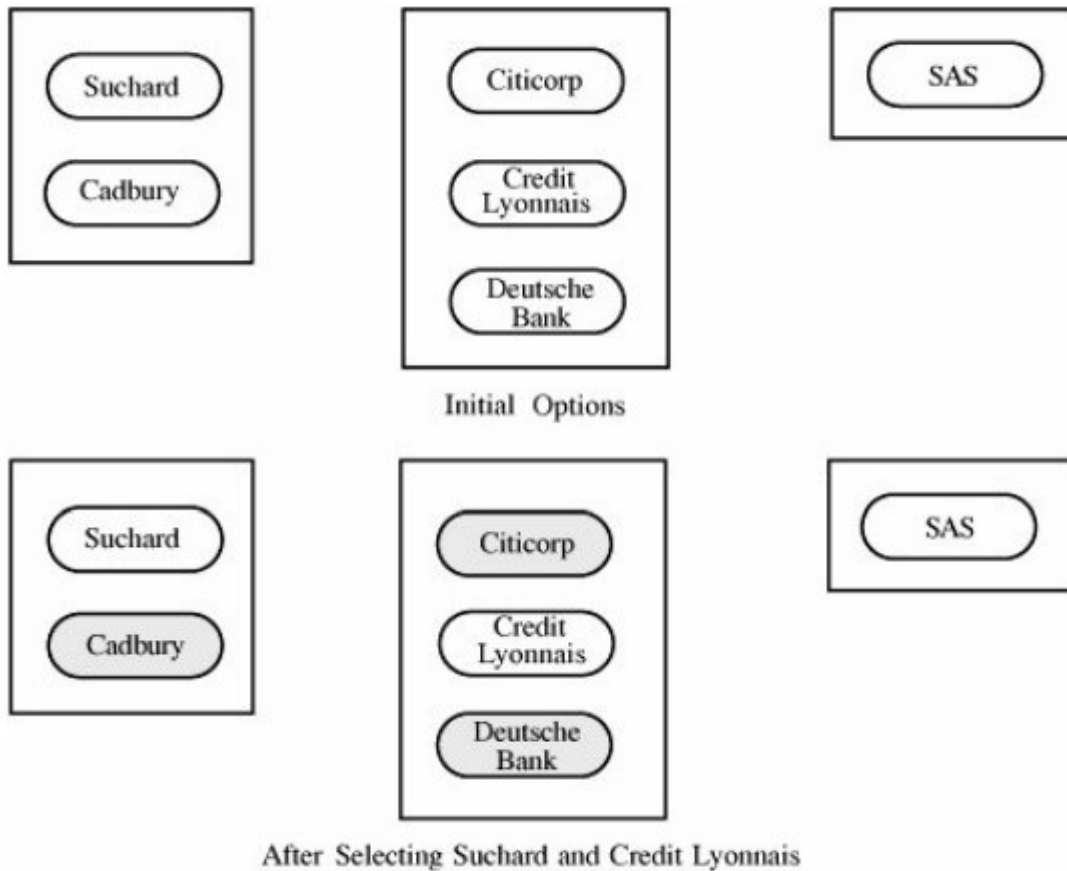 Suchard
Cadbury
Citicorp
Credit
Lyonnais
Deutsche
Bank
SAS
Initial Options
Suchard
Cadbury
Citicorp
Credit
Lyonnais
Deutsche
Bank
SAS
After Selecting Suchard and Credit Lyonnais